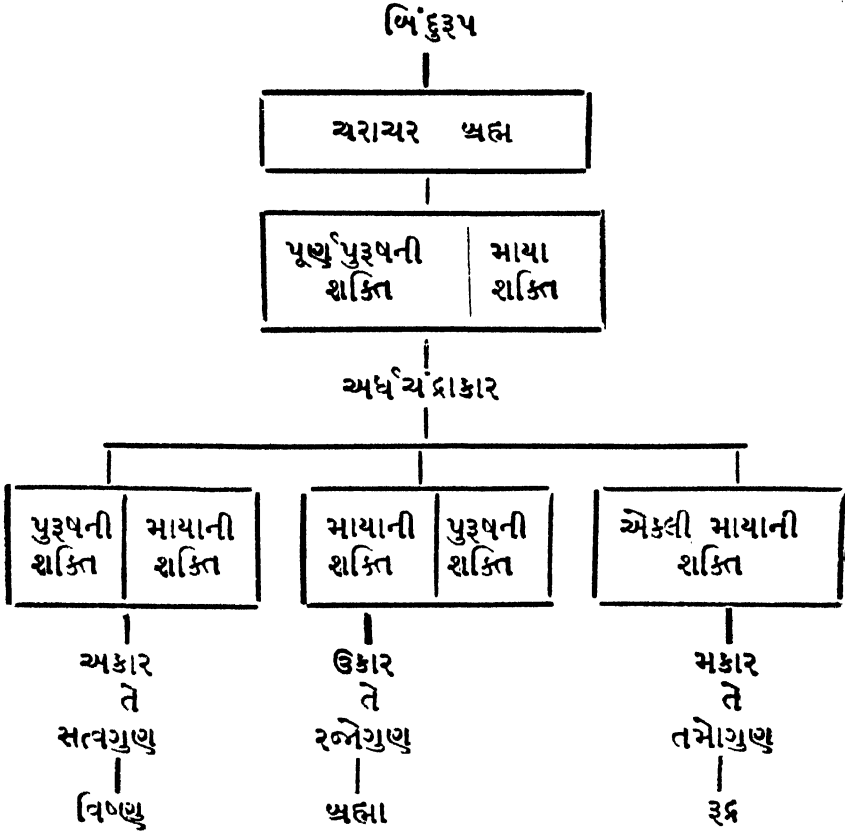 બિંદુરૂપ
ચરાચર બ્રહ્મ
પૂર્ણપુરૂષની
શક્તિ
માયા
શક્તિ
અર્ધચંદ્રાકાર
પુરૂષની
શક્તિ
માયાની
શક્તિ
માયાની
શક્તિ
પુરૂષની
શક્તિ
એકલી માયાની
શક્તિ
અકાર
તે
સત્વગુણ
વિષ્ણુ
ઉકાર
તે
રજોગુણ
બ્રહ્મા
મકાર
તે
તમોગુણ
રૂદ્ર